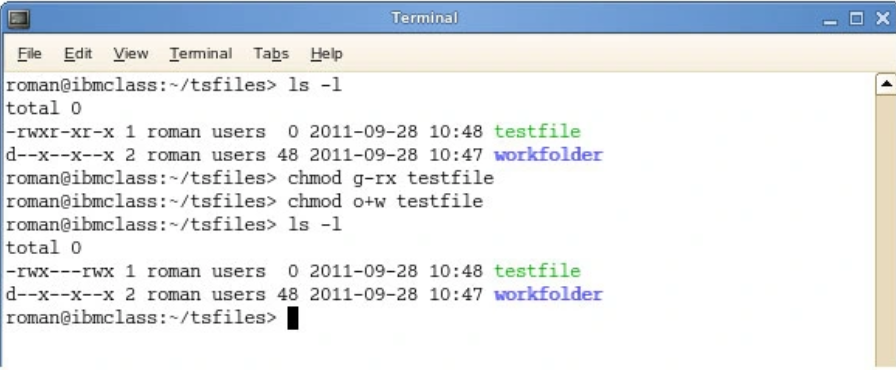 Terminal
File Edit View Terminal Tabs Help
roman@ibmclass:~/tsfiles> ls -l
total 0
-rwxr-xr-x 1 roman users  0 2011-09-28 10:48 testfile
d--x--x--x 2 roman users 48 2011-09-28 10:47 workfolder
roman@ibmclass:~/tsfiles> chmod g-rx testfile
roman@ibmclass:~/tsfiles> chmod o+w testfile
roman@ibmclass:~/tsfiles> ls -l
total 0
-rwx---rwx 1 roman users  0 2011-09-28 10:48 testfile
d--x--x--x 2 roman users 48 2011-09-28 10:47 workfolder
roman@ibmclass:~/tsfiles>